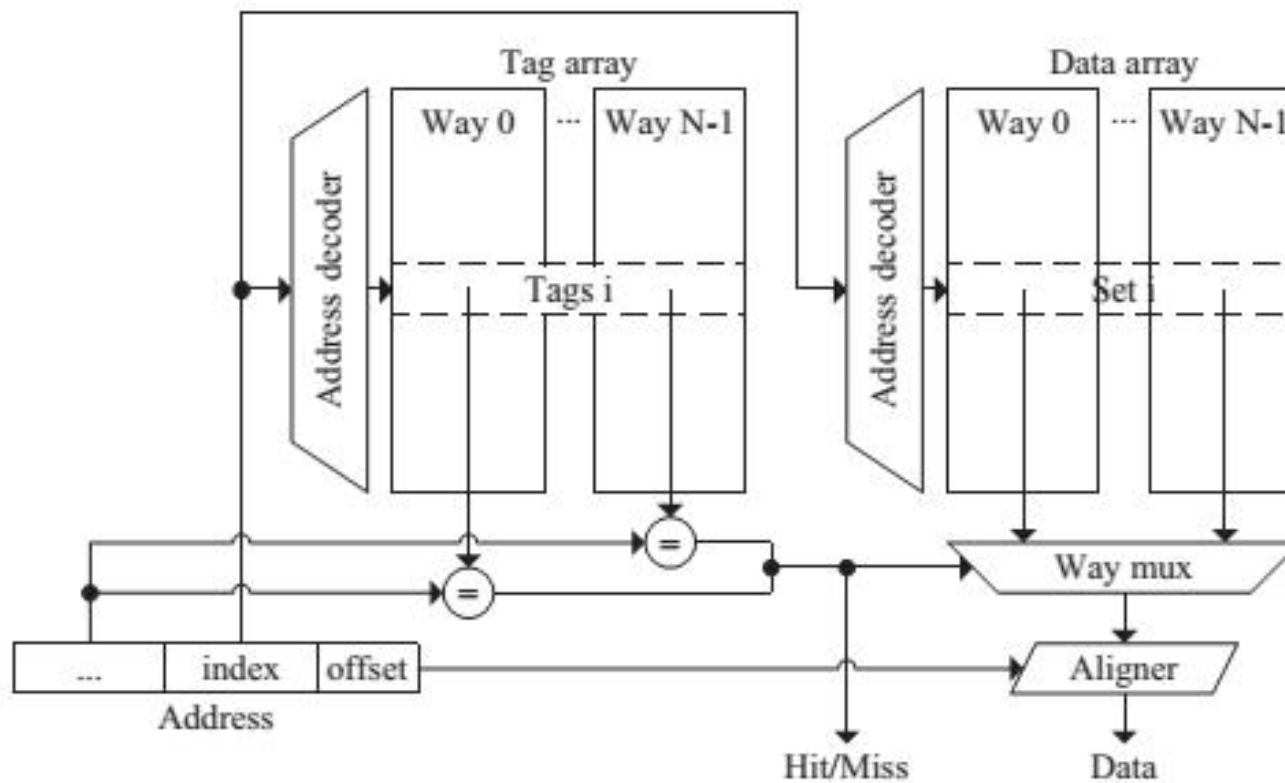 Tag array
Data array
Way 0 ... Way N-1
Way 0 ... Way N-1
Address decoder
Tags i
Address decoder
Set i
=
=
Way mux
... index offset
Aligner
Address
Hit/Miss
Data